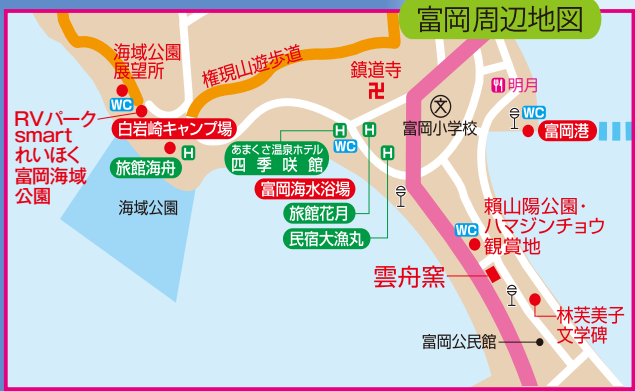 富岡周辺地図
海域公園
展望所
権現山遊歩道
鎮道寺
卍
明月
WC
文
富岡小学校
WC
富岡港
RVパーク
smart
れいほく
富岡海域
公園
白岩崎キャンプ場
H
旅館海舟
海域公園
H
H
H
あまくさ温泉ホテル
四季咲館
WC
富岡海水浴場
旅館花月
民宿大漁丸
WC
頼山陽公園・
ハマジンチョウ
観賞地
雲舟窯
林芙美子
文学碑
富岡公民館